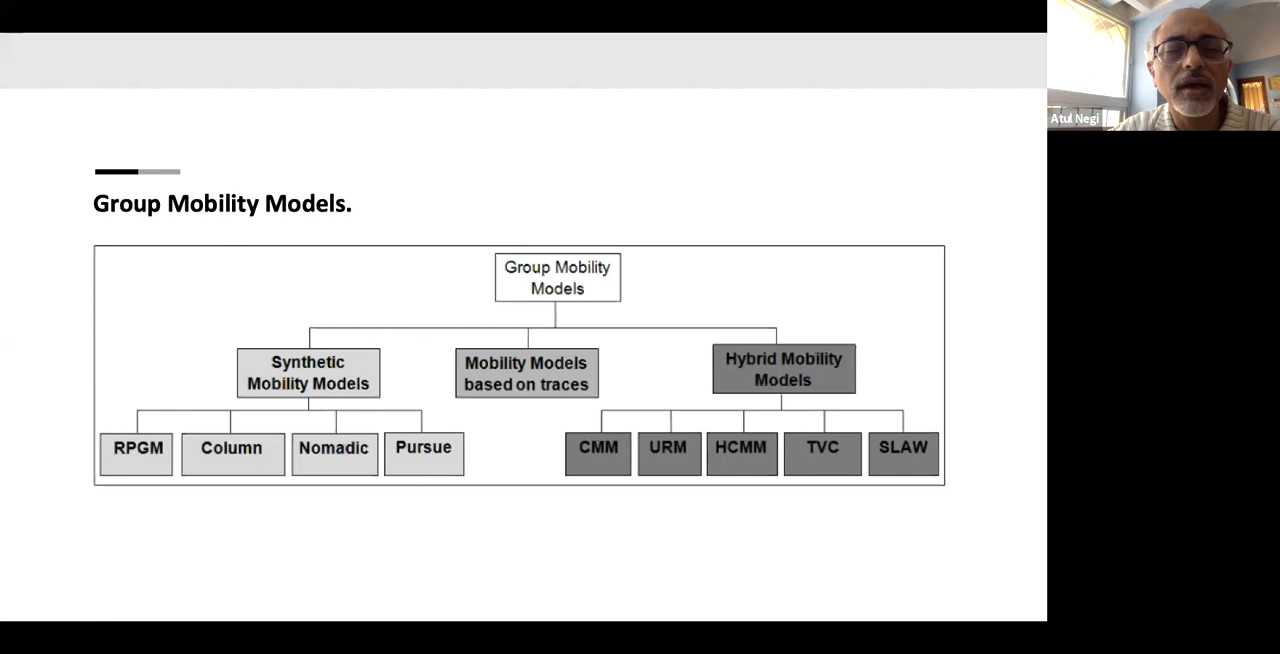 Atul Negi
Group Mobility Models.
Group Mobility
Models
Synthetic
Mobility Models
Mobility Models
based on traces
Hybrid Mobility
Models
RPGM
Column
Nomadic
Pursue
CMM
URM
HCMM
TVC
SLAW